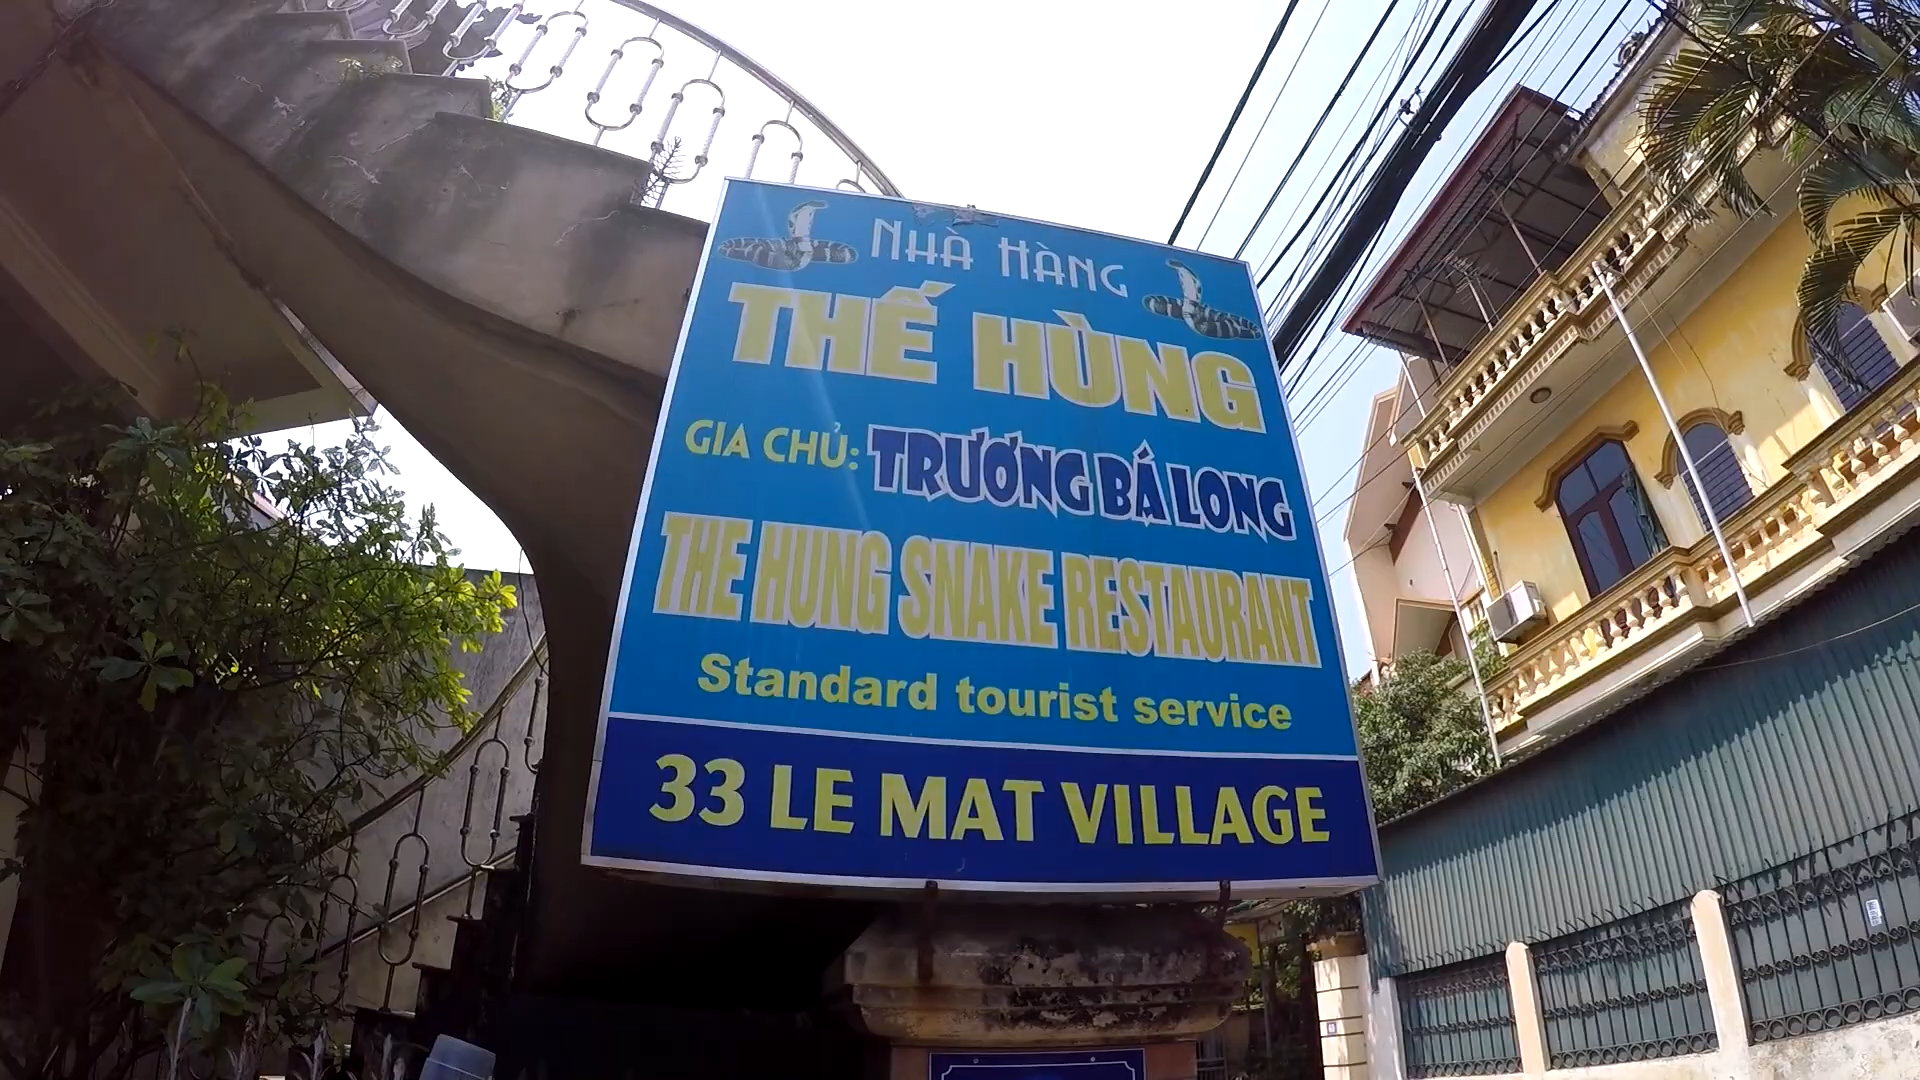 NHÀ HÀNG
THẾ HÙNG
GIA CHỦ: TRƯƠNG BÁ LONG
THE HUNG SNAKE RESTAURANT
Standard tourist service
33 LE MAT VILLAGE